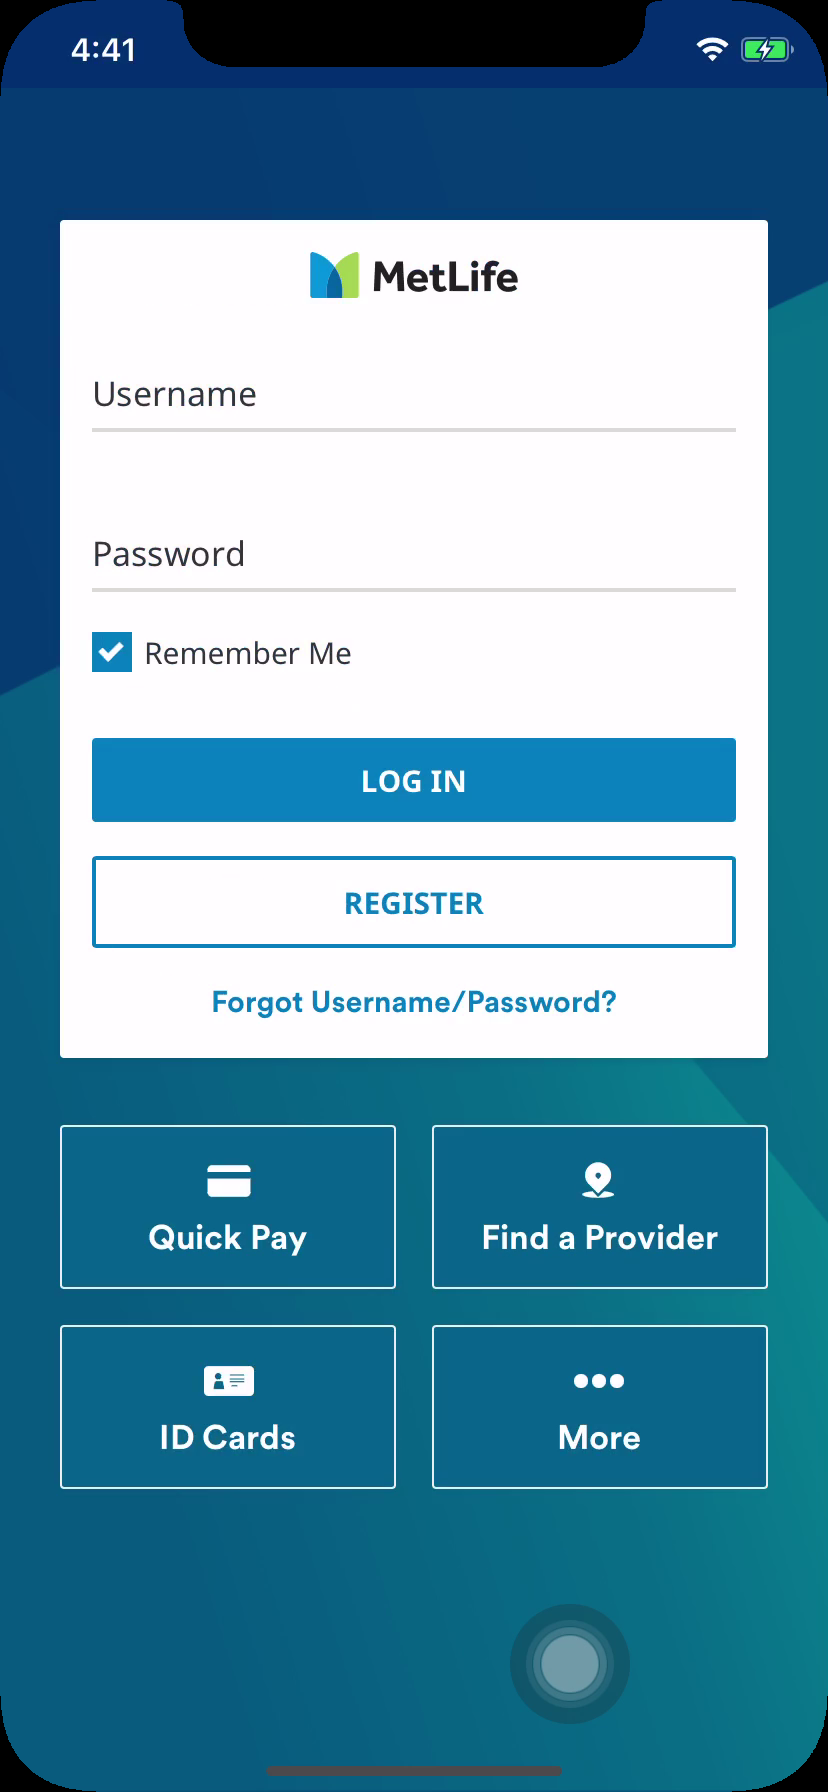 4:41
MetLife
Username
Password
Remember Me
LOG IN
REGISTER
Forgot Username/Password?
Quick Pay
Find a Provider
ID Cards
More